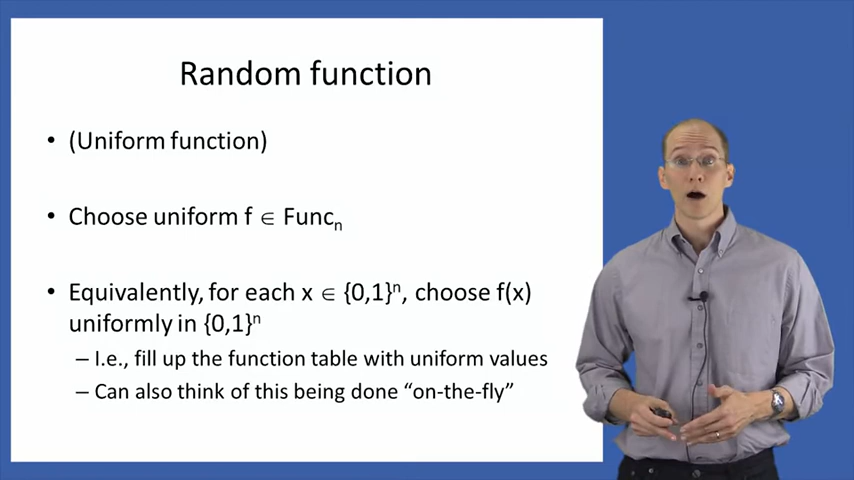 Random function
• (Uniform function)
• Choose uniform f ∈ Funcₙ
• Equivalently, for each x ∈ {0,1}ⁿ, choose f(x)
uniformly in {0,1}ⁿ
– I.e., fill up the function table with uniform values
– Can also think of this being done “on-the-fly”